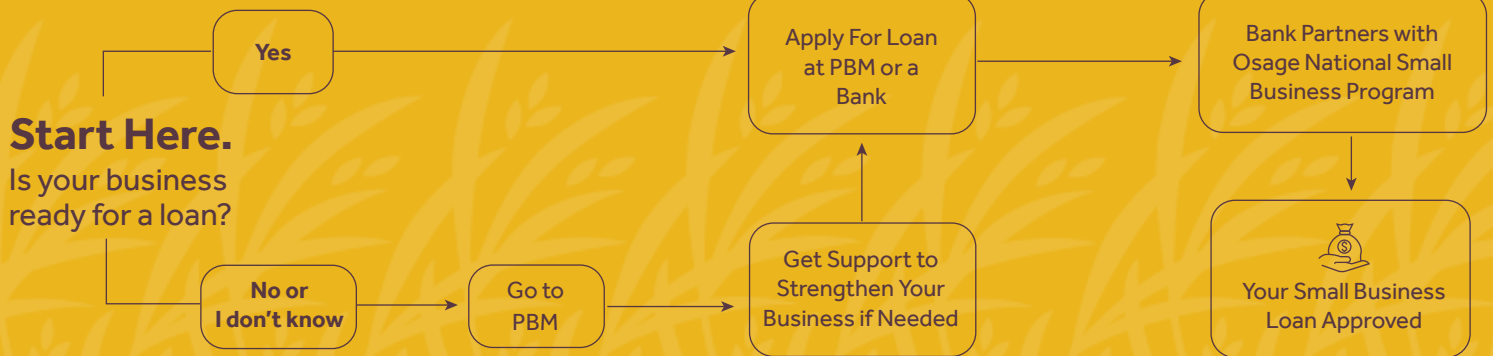 Start Here.
Is your business
ready for a loan?
Yes
Apply For Loan
at PBM or a
Bank
Bank Partners with
Osage National Small
Business Program
No or
I don't know
Go to
PBM
Get Support to
Strengthen Your
Business if Needed
$
Your Small Business
Loan Approved